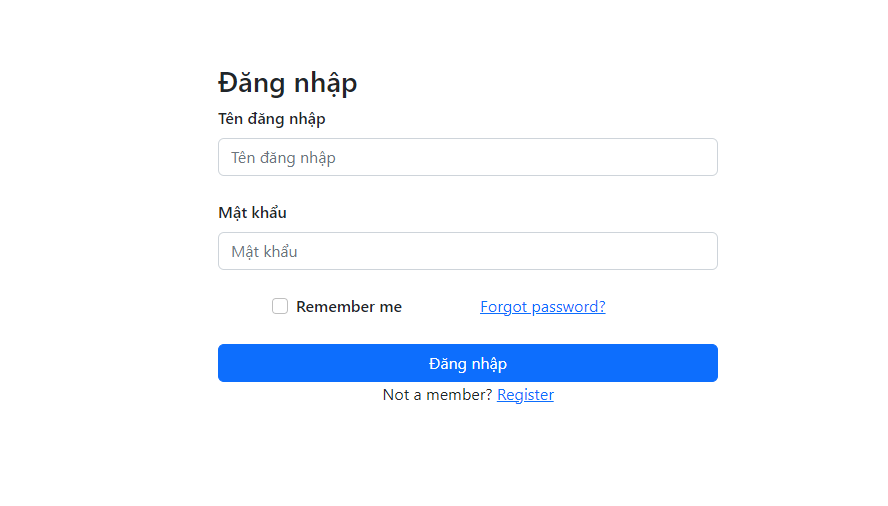 Đăng nhập
Tên đăng nhập
Tên đăng nhập
Mật khẩu
Mật khẩu
Remember me Forgot password?
Đăng nhập
Not a member? Register